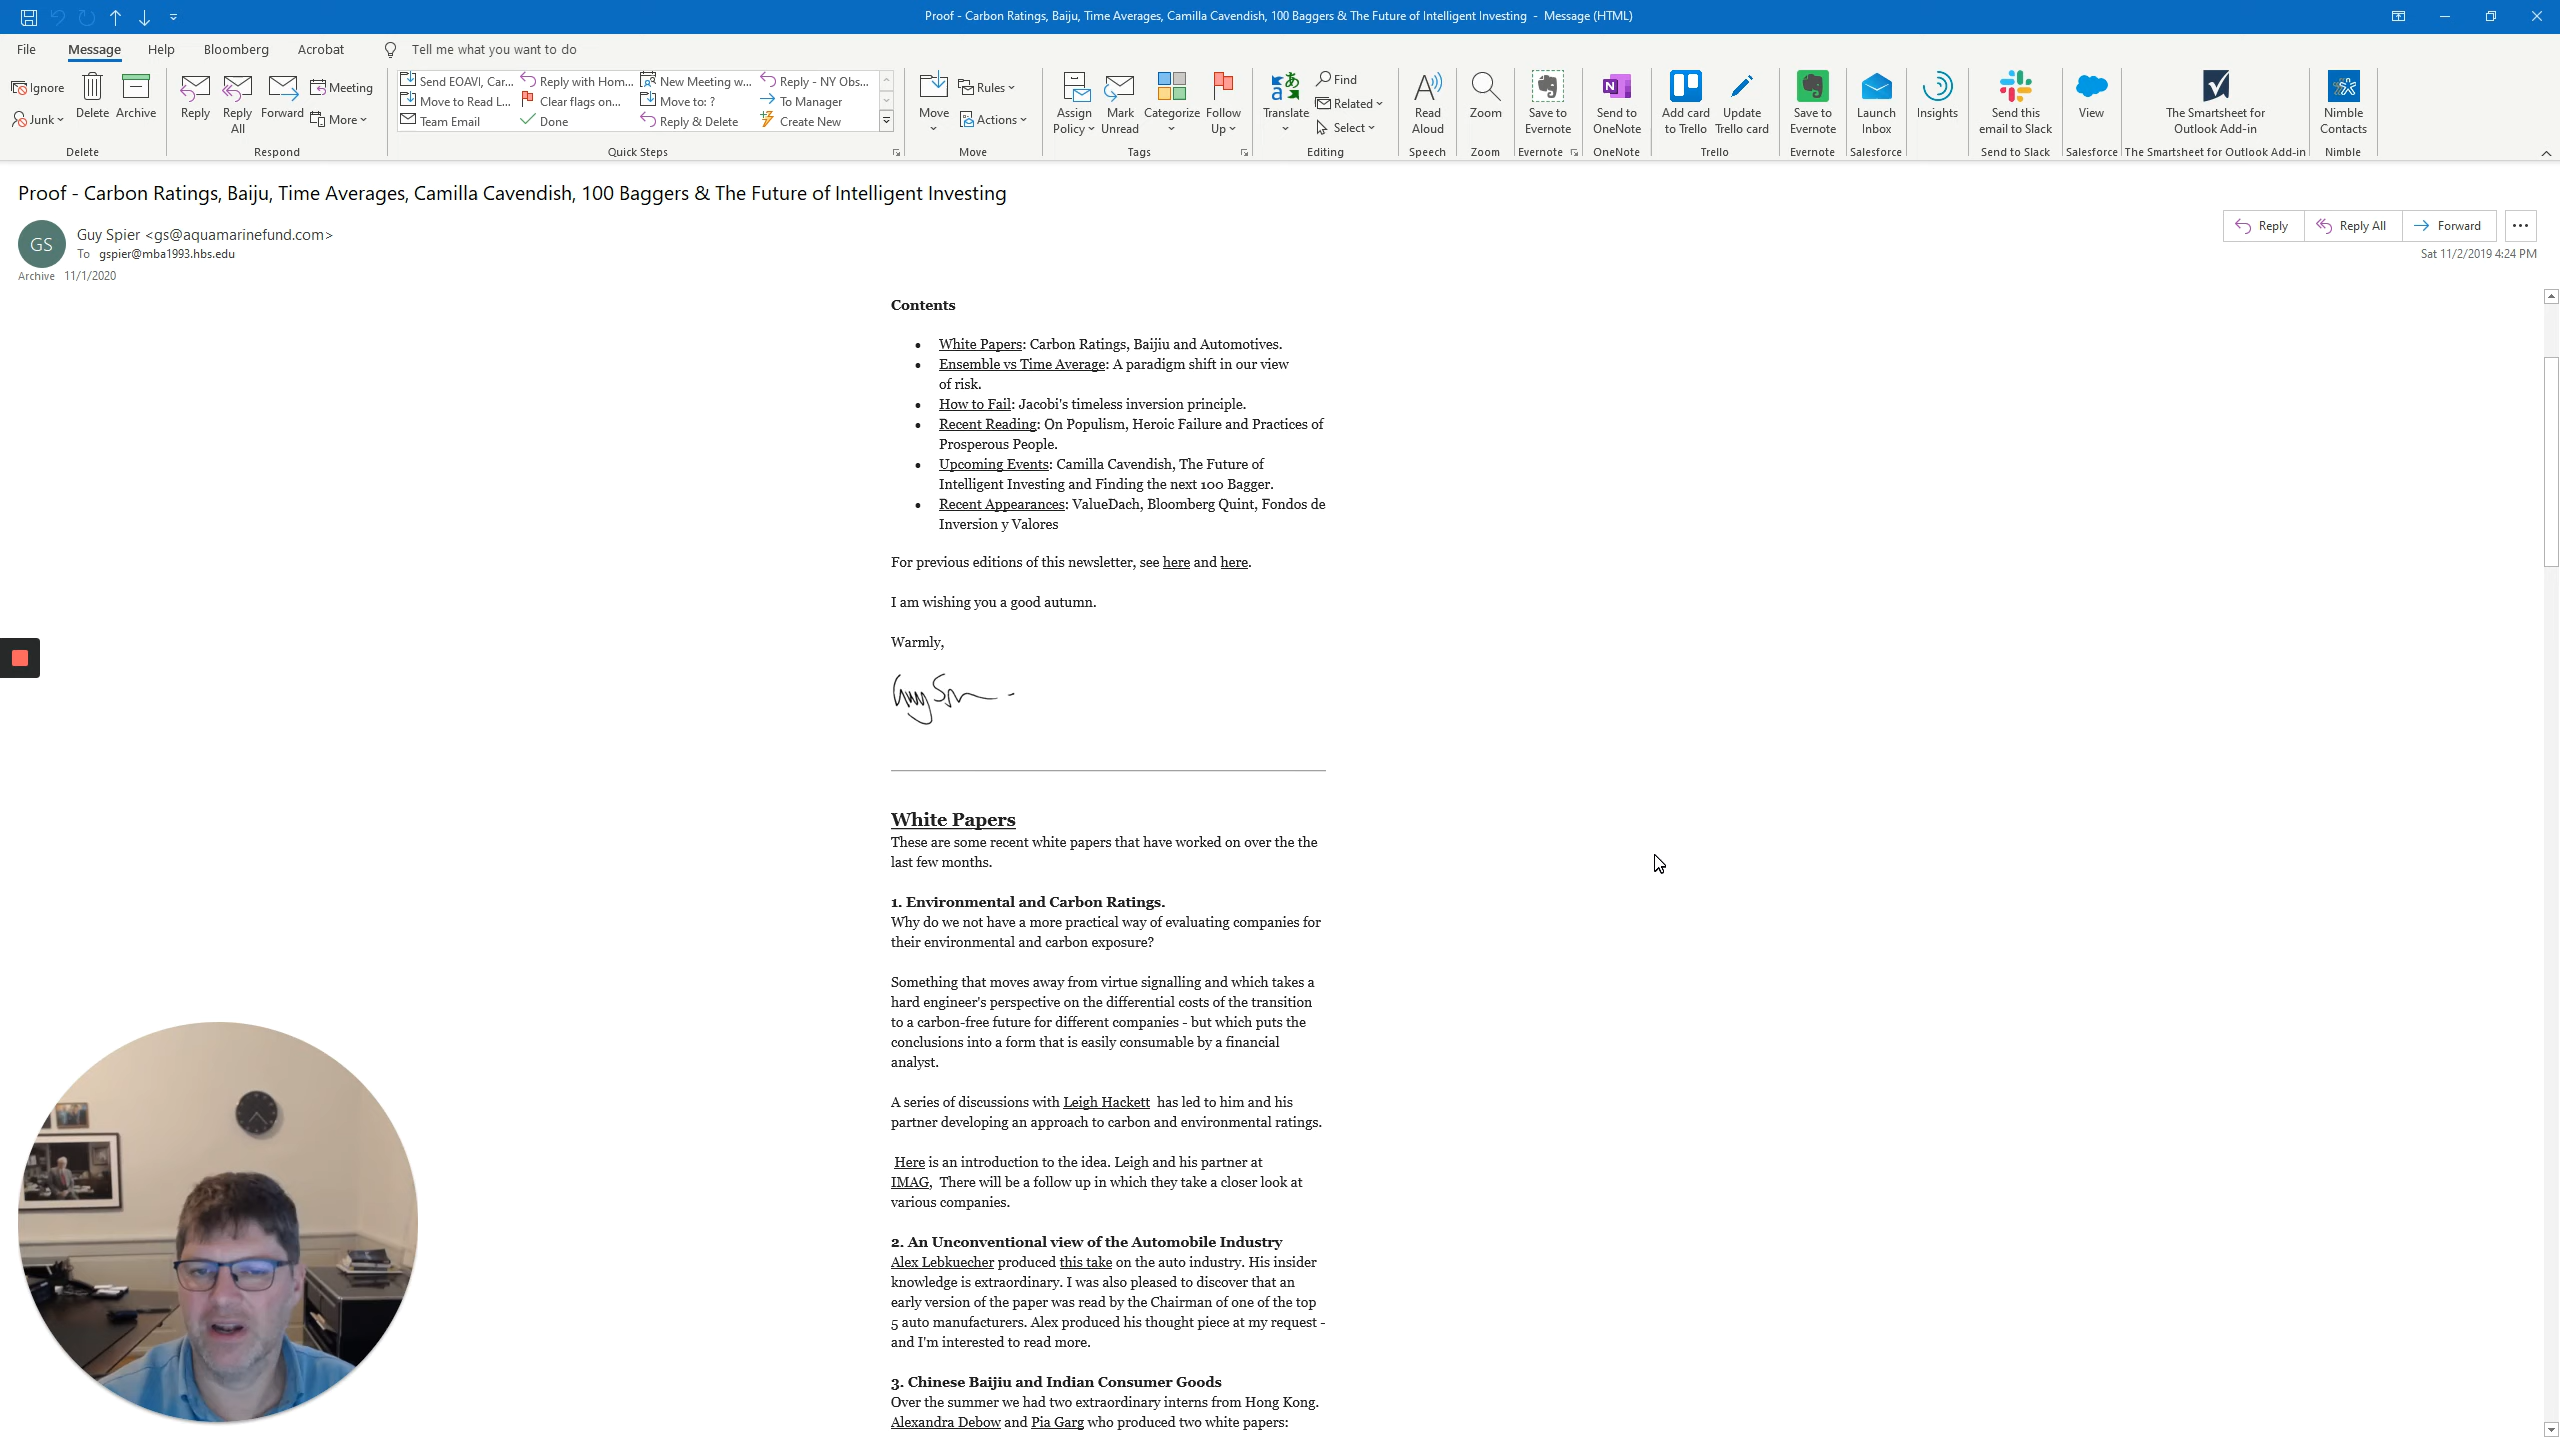 Proof - Carbon Ratings, Baiju, Time Averages, Camilla Cavendish, 100 Baggers & The Future of Intelligent Investing - Message (HTML)
File Message Help Bloomberg Acrobat Tell me what you want to do
Ignore
Junk
Delete
Archive
Delete
Reply
Reply All
Forward
Meeting
More
Respond
Send EOAVI, Car... Reply with Hom... New Meeting w... Reply - NY Obs...
Move to Read L... Clear flags on... Move to: ? To Manager
Team Email Done Reply & Delete Create New
Quick Steps
Move
Rules
Actions
Move
Assign Policy
Mark Unread
Categorize
Follow Up
Tags
Translate
Find
Related
Select
Editing
Read Aloud
Speech
Zoom
Zoom
Save to Evernote
Evernote
Send to OneNote
OneNote
Add card to Trello
Update Trello card
Trello
Save to Evernote
Evernote
Launch Inbox
Salesforce
Insights
Send this email to Slack
Send to Slack
View
Salesforce
The Smartsheet for Outlook Add-in
The Smartsheet for Outlook Add-in
Nimble Contacts
Nimble
Proof - Carbon Ratings, Baiju, Time Averages, Camilla Cavendish, 100 Baggers & The Future of Intelligent Investing
GS
Guy Spier <gs@aquamarinefund.com>
To gspier@mba1993.hbs.edu
Archive 11/1/2020
Reply Reply All Forward
Sat 11/2/2019 4:24 PM
Contents
• White Papers: Carbon Ratings, Baijiu and Automotives.
• Ensemble vs Time Average: A paradigm shift in our view
of risk.
• How to Fail: Jacobi's timeless inversion principle.
• Recent Reading: On Populism, Heroic Failure and Practices of
Prosperous People.
• Upcoming Events: Camilla Cavendish, The Future of
Intelligent Investing and Finding the next 100 Bagger.
• Recent Appearances: ValueDach, Bloomberg Quint, Fondos de
Inversion y Valores
For previous editions of this newsletter, see here and here.
I am wishing you a good autumn.
Warmly,
White Papers
These are some recent white papers that have worked on over the the
last few months.
1. Environmental and Carbon Ratings.
Why do we not have a more practical way of evaluating companies for
their environmental and carbon exposure?
Something that moves away from virtue signalling and which takes a
hard engineer's perspective on the differential costs of the transition
to a carbon-free future for different companies - but which puts the
conclusions into a form that is easily consumable by a financial
analyst.
A series of discussions with Leigh Hackett has led to him and his
partner developing an approach to carbon and environmental ratings.
Here is an introduction to the idea. Leigh and his partner at
IMAG, There will be a follow up in which they take a closer look at
various companies.
2. An Unconventional view of the Automobile Industry
Alex Lebkuecher produced this take on the auto industry. His insider
knowledge is extraordinary. I was also pleased to discover that an
early version of the paper was read by the Chairman of one of the top
5 auto manufacturers. Alex produced his thought piece at my request -
and I'm interested to read more.
3. Chinese Baijiu and Indian Consumer Goods
Over the summer we had two extraordinary interns from Hong Kong.
Alexandra Debow and Pia Garg who produced two white papers: